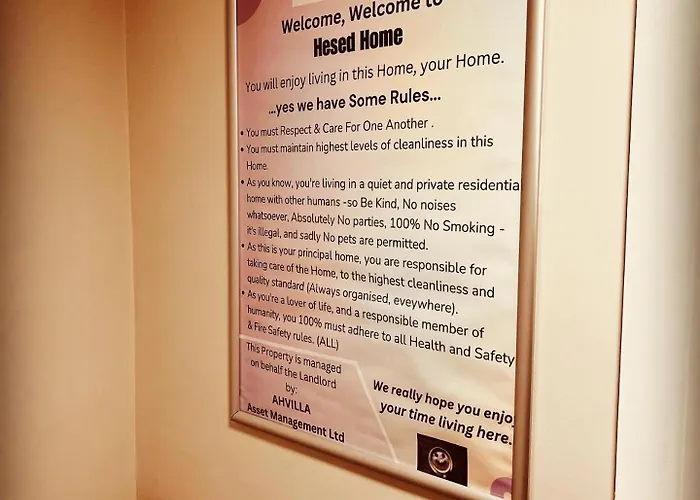 Welcome, Welcome to
Hesed Home
You will enjoy living in this Home, your Home.
...yes we have Some Rules...
• You must Respect & Care For One Another .
• You must maintain highest levels of cleanliness in this
Home.
• As you know, you're living in a quiet and private residentia
home with other humans -so Be Kind, No noises
whatsoever, Absolutely No parties, 100% No Smoking -
it's illegal, and sadly No pets are permitted.
• As this is your principal home, you are responsible for
taking care of the Home, to the highest cleanliness and
quality standard (Always organised, eveywhere).
• As you're a lover of life, and a responsible member of
humanity, you 100% must adhere to all Health and Safety
& Fire Safety rules. (ALL)
This Property is managed
on behalf the Landlord
by:
AHVILLA
Asset Management Ltd
We really hope you enjo
your time living here.